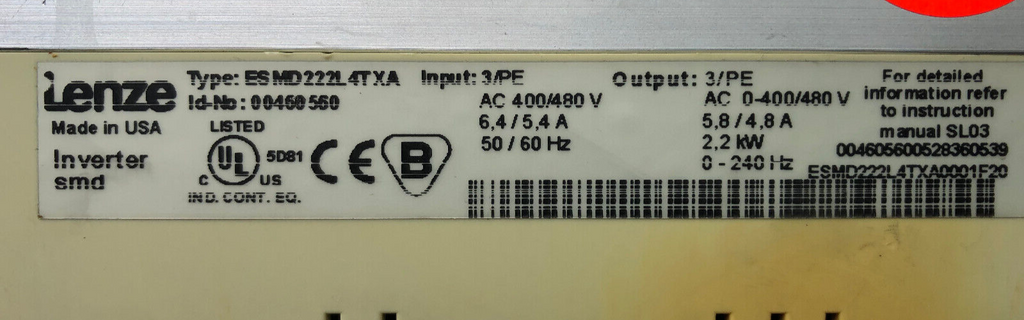 Lenze
Made in USA
Inverter
smd
Type: ESMD222L4TXA
Id-No: 00460560
LISTED
UL
C US
5D81
IND. CONT. EQ.
CE
B
Input: 3/PE
AC 400/480 V
6,4 / 5,4 A
50 / 60 Hz
Output: 3/PE
AC 0-400/480 V
5,8 / 4,8 A
2,2 kW
0 - 240 Hz
For detailed
information refer
to instruction
manual SL03
004605600528360539
ESMD222L4TXA0001F20